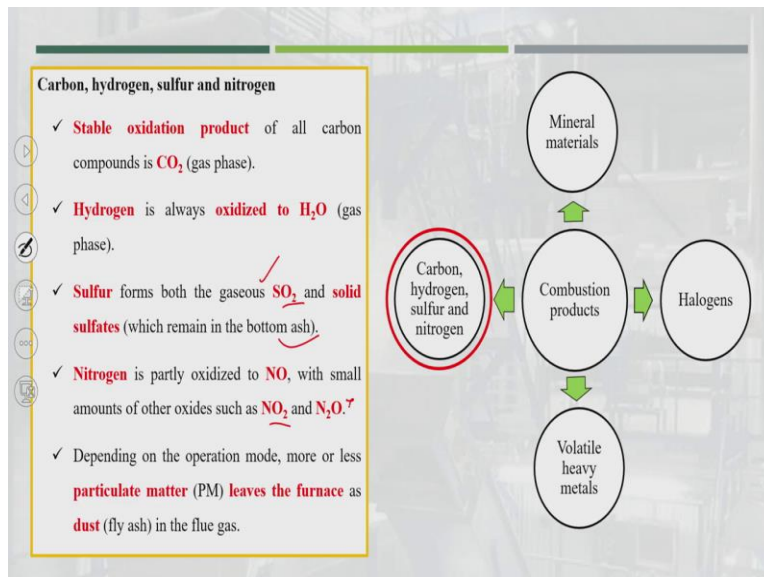 Carbon, hydrogen, sulfur and nitrogen
✓ Stable oxidation product of all carbon
compounds is CO₂ (gas phase).
✓ Hydrogen is always oxidized to H₂O (gas
phase).
✓ Sulfur forms both the gaseous SO₂ and solid
sulfates (which remain in the bottom ash).
✓ Nitrogen is partly oxidized to NO, with small
amounts of other oxides such as NO₂ and N₂O.
✓ Depending on the operation mode, more or less
particulate matter (PM) leaves the furnace as
dust (fly ash) in the flue gas.
Mineral
materials
Carbon,
hydrogen,
sulfur and
nitrogen
Combustion
products
Halogens
Volatile
heavy
metals